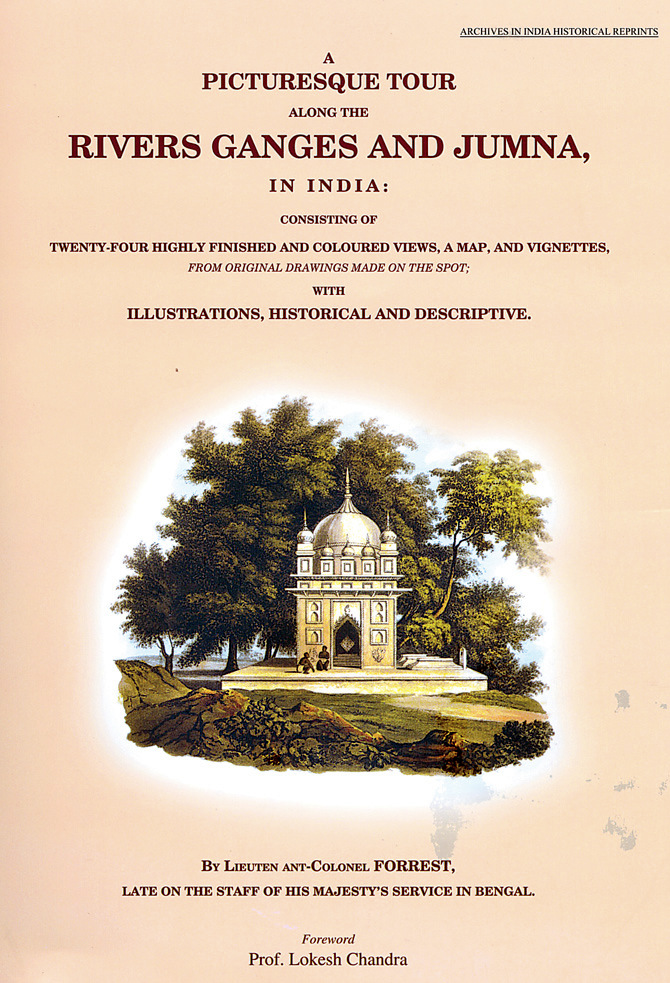 ARCHIVES IN INDIA HISTORICAL REPRINTS
A
PICTURESQUE TOUR
ALONG THE
RIVERS GANGES AND JUMNA,
IN INDIA:
CONSISTING OF
TWENTY-FOUR HIGHLY FINISHED AND COLOURED VIEWS, A MAP, AND VIGNETTES,
FROM ORIGINAL DRAWINGS MADE ON THE SPOT;
WITH
ILLUSTRATIONS, HISTORICAL AND DESCRIPTIVE.
BY LIEUTEN ANT-COLONEL FORREST,
LATE ON THE STAFF OF HIS MAJESTY'S SERVICE IN BENGAL.
Foreword
Prof. Lokesh Chandra